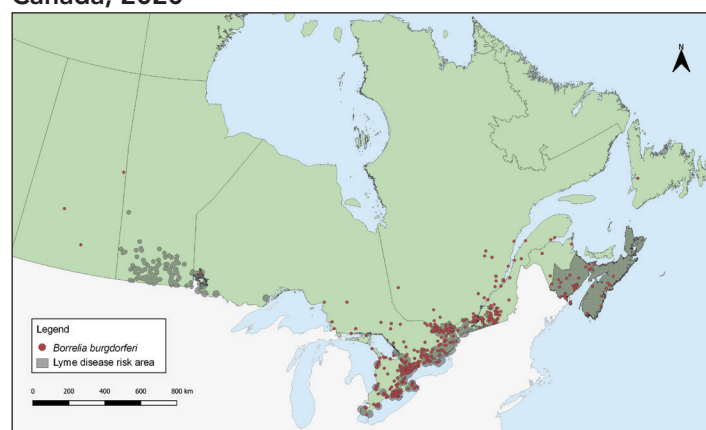 Canada, 2020
N
Legend
Borrelia burgdorferi
Lyme disease risk area
0 200 400 600 800 km